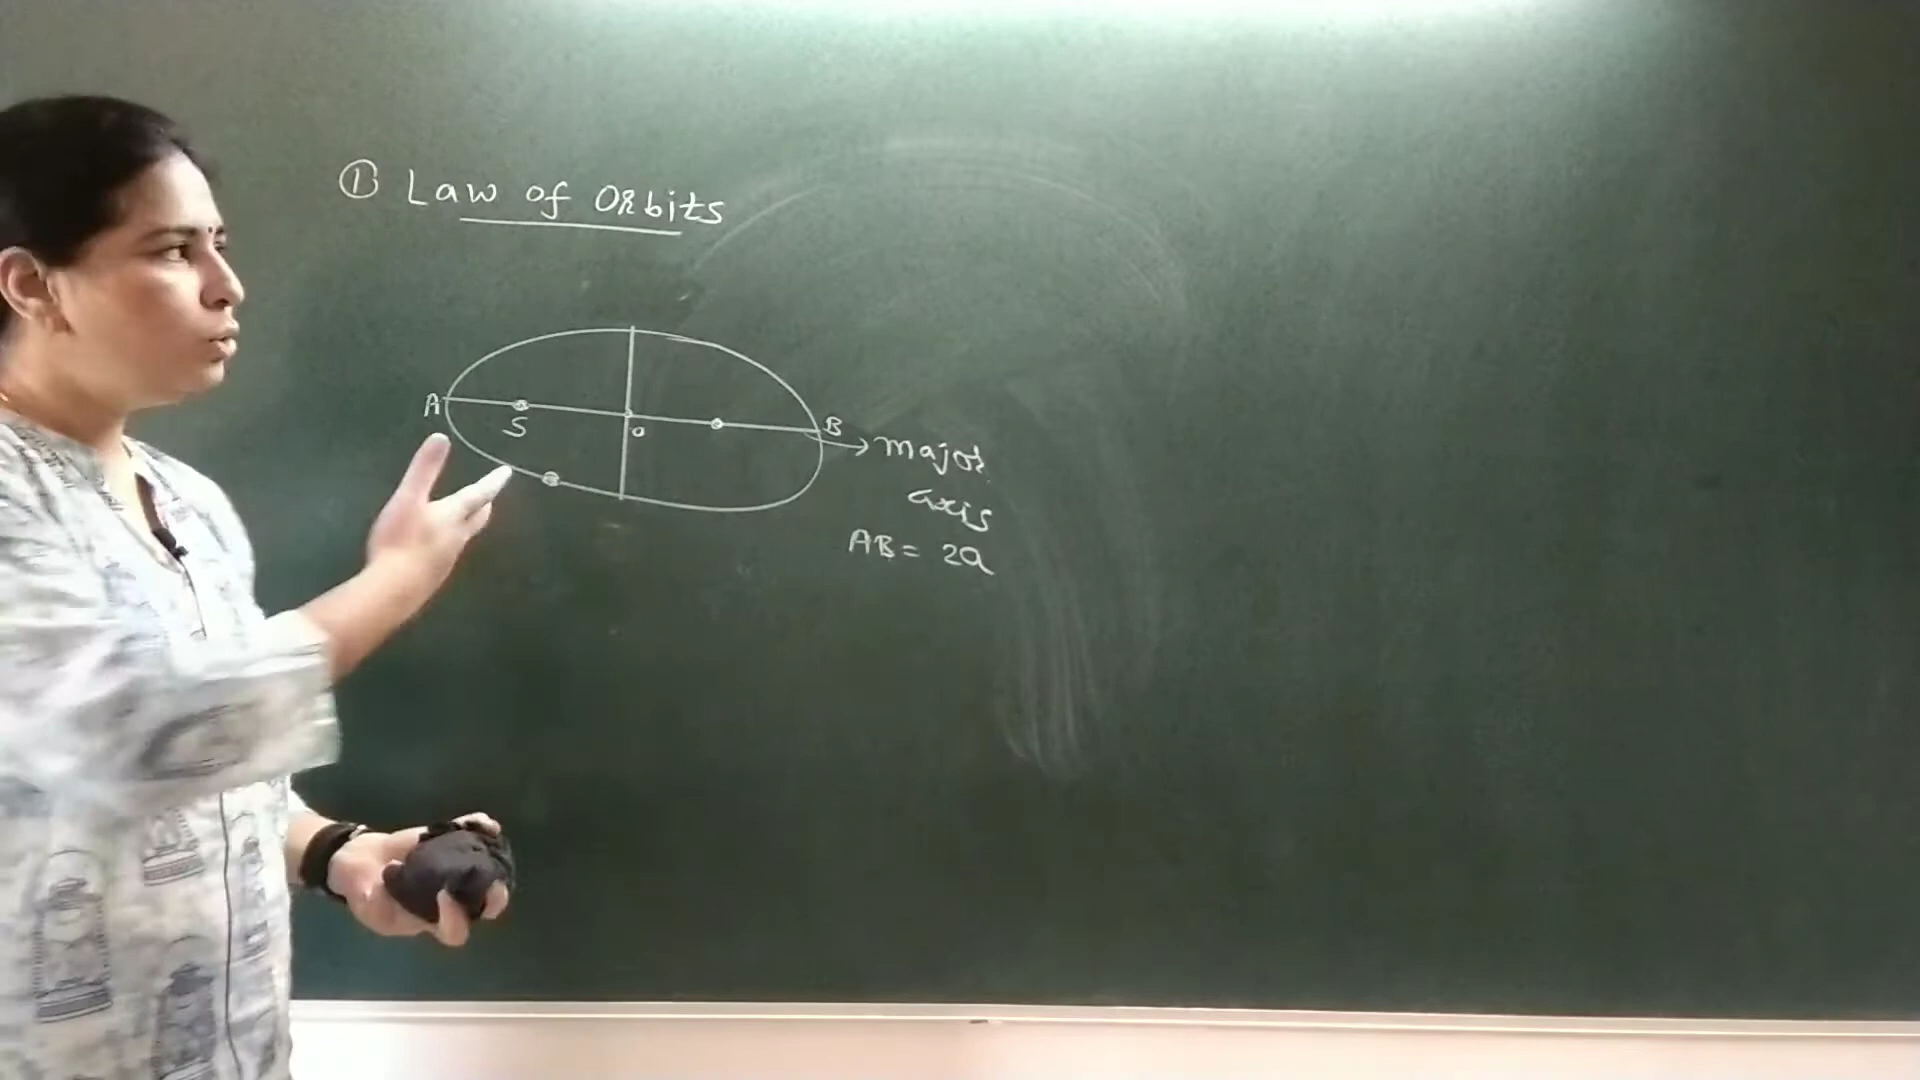 ① Law of Orbits
A
S
o
B
major
axis
AB = 2a